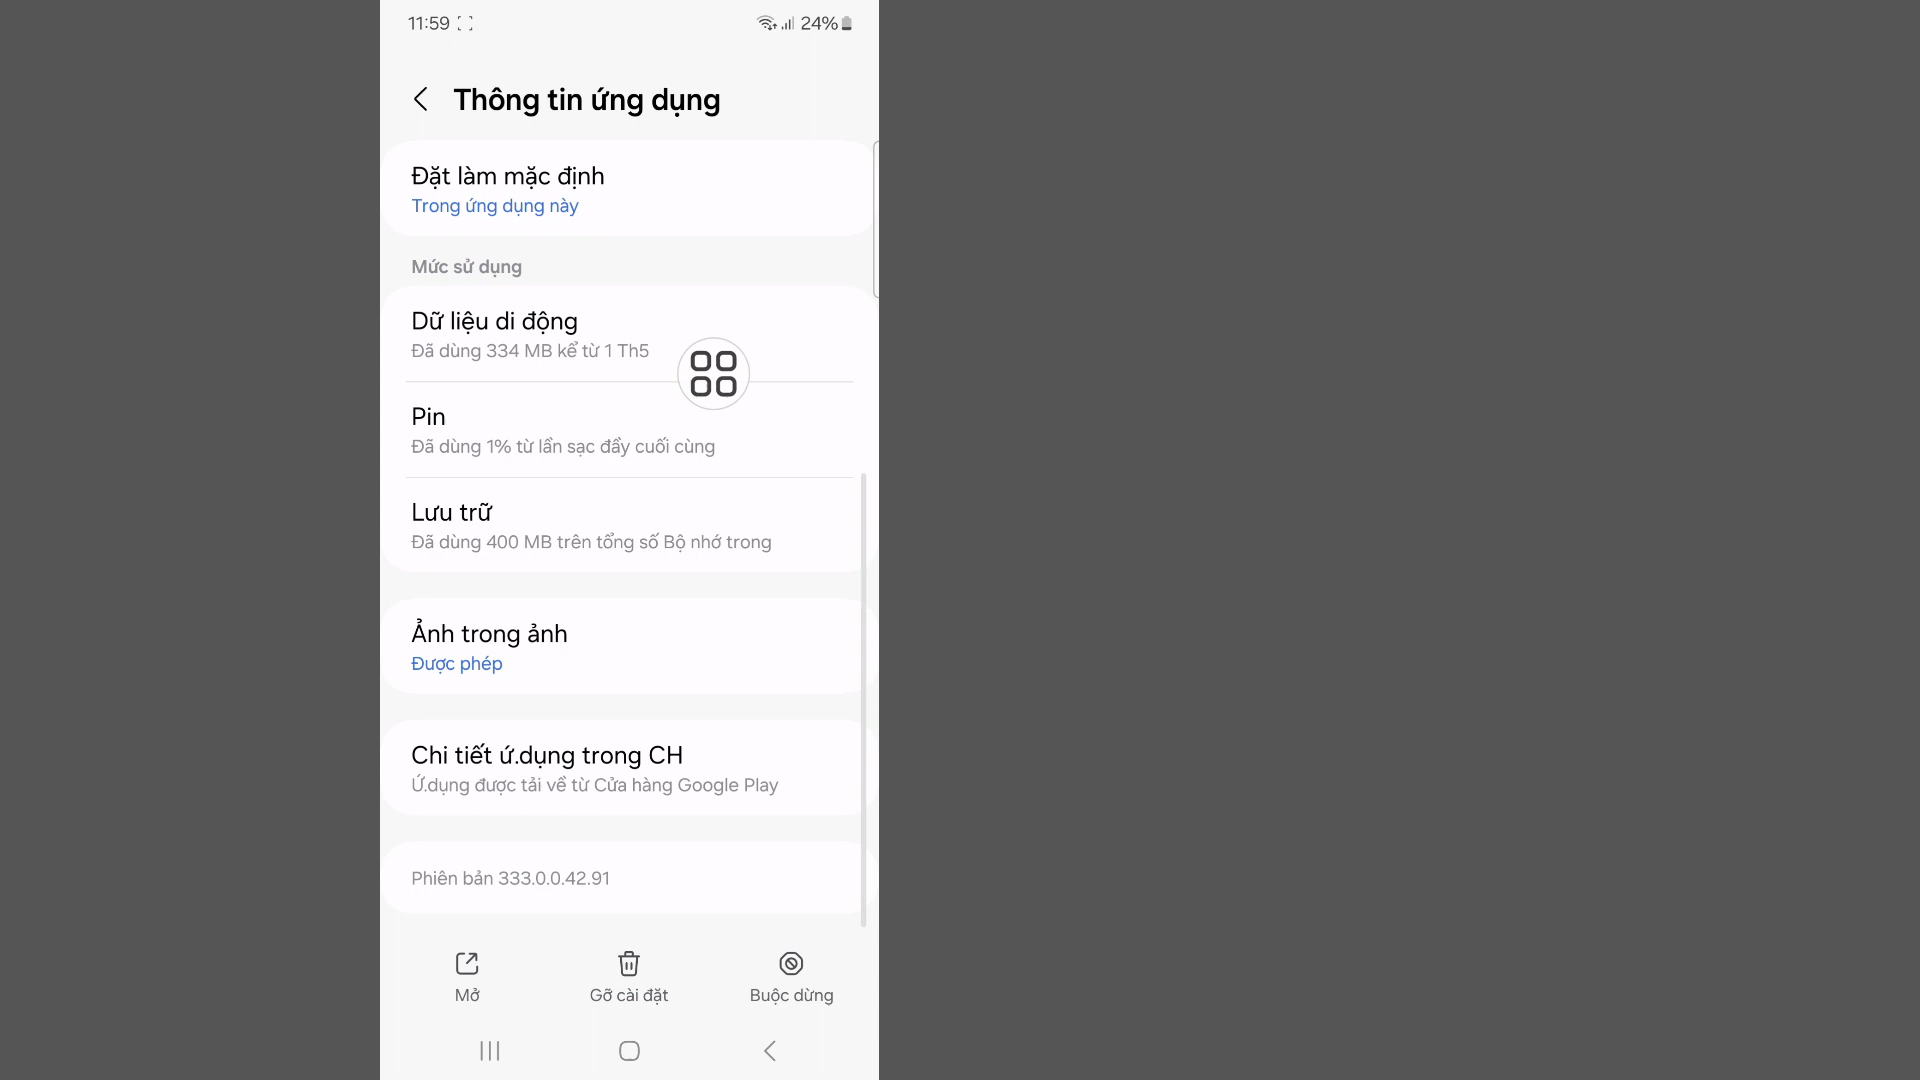 11:59 24%
Thông tin ứng dụng
Đặt làm mặc định
Trong ứng dụng này
Mức sử dụng
Dữ liệu di động
Đã dùng 334 MB kể từ 1 Th5
Pin
Đã dùng 1% từ lần sạc đầy cuối cùng
Lưu trữ
Đã dùng 400 MB trên tổng số Bộ nhớ trong
Ảnh trong ảnh
Được phép
Chi tiết ứ.dụng trong CH
Ứ.dụng được tải về từ Cửa hàng Google Play
Phiên bản 333.0.0.42.91
Mở Gỡ cài đặt Buộc dừng